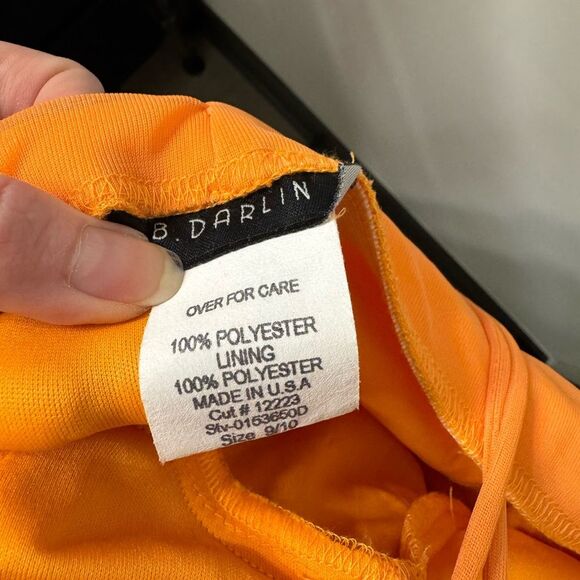 B. DARLIN
OVER FOR CARE
100% POLYESTER
LINING
100% POLYESTER
MADE IN U.S.A
Cut # 12223
Sty-0153650D
Size 9/10